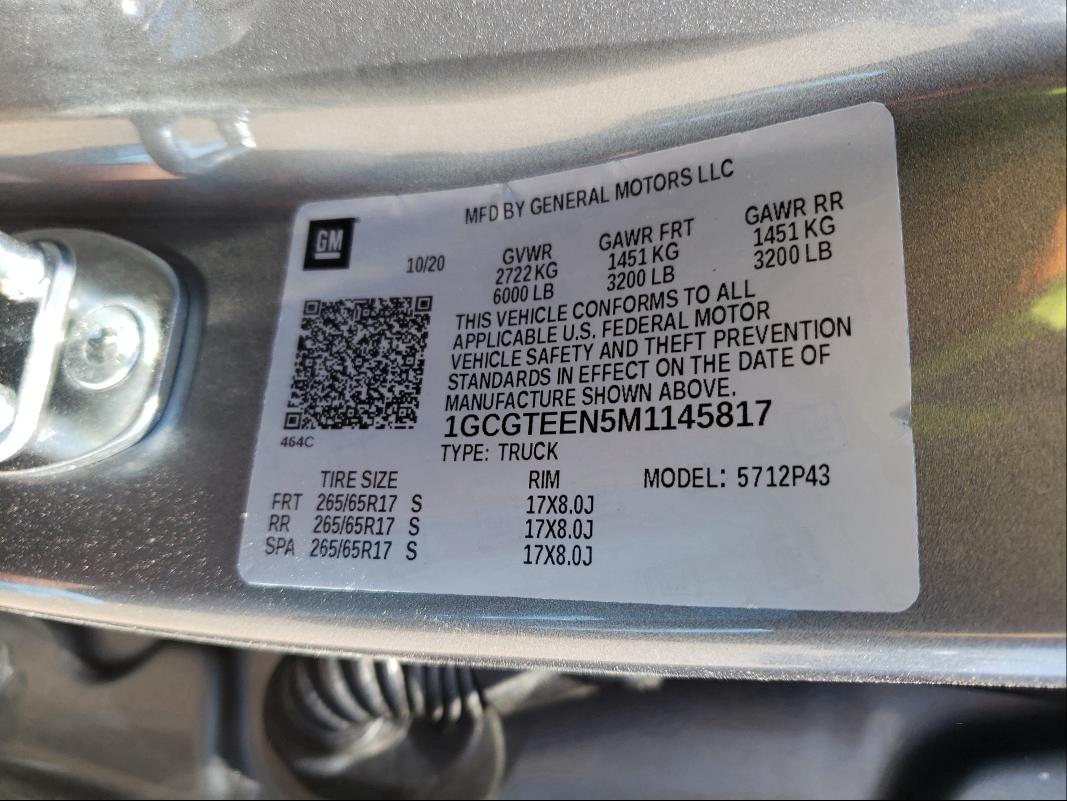 MFD BY GENERAL MOTORS LLC
GM
10/20 GVWR GAWR FRT GAWR RR
2722 KG 1451 KG 1451 KG
6000 LB 3200 LB 3200 LB
THIS VEHICLE CONFORMS TO ALL
APPLICABLE U.S. FEDERAL MOTOR
VEHICLE SAFETY AND THEFT PREVENTION
STANDARDS IN EFFECT ON THE DATE OF
MANUFACTURE SHOWN ABOVE.
464C
1GCGTEEN5M1145817
TYPE: TRUCK
TIRE SIZE RIM MODEL: 5712P43
FRT 265/65R17 S 17X8.0J
RR 265/65R17 S 17X8.0J
SPA 265/65R17 S 17X8.0J